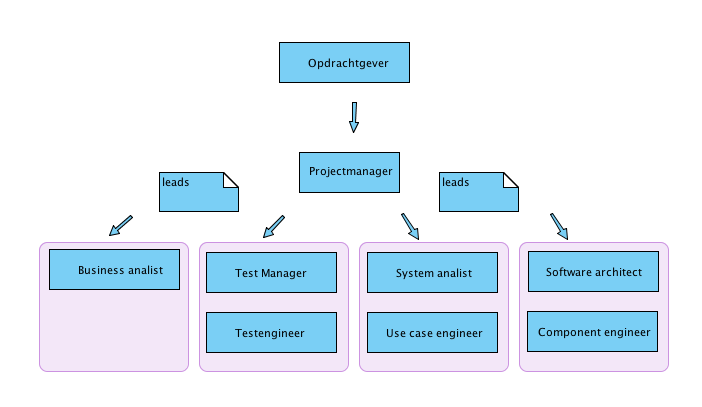 Opdrachtgever
Projectmanager
leads
leads
Business analist
Test Manager
System analist
Software architect
Testengineer
Use case engineer
Component engineer